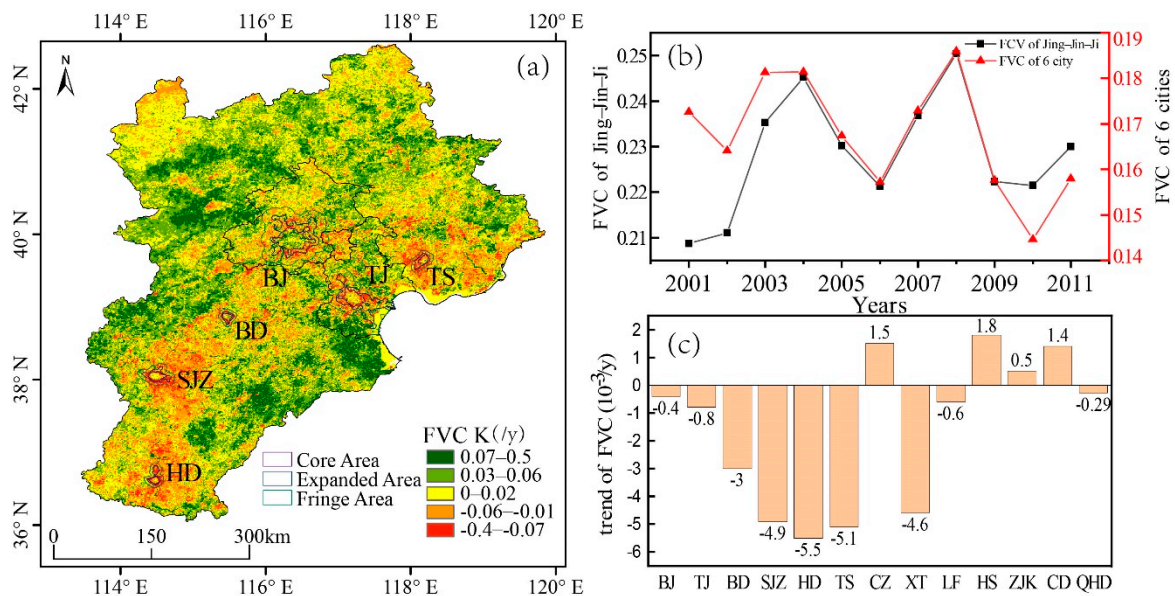 114° E 116° E 118° E 120° E
N
(a)
42° N
40° N
38° N
36° N
BJ
TJ
TS
BD
SJZ
HD
Core Area
Expanded Area
Fringe Area
FVC K(/y)
0.07–0.5
0.03–0.06
0–0.02
-0.06–-0.01
-0.4–-0.07
0 150 300km
114° E 116° E 118° E 120° E
(b)
FCV of Jing–Jin–Ji
FVC of 6 city
FVC of Jing–Jin–Ji
0.25
0.24
0.23
0.22
0.21
0.19
0.18
0.17
0.16
0.15
0.14
FVC of 6 cities
2001 2003 2005 2007 2009 2011
Years
(c)
trend of FVC (10⁻³/y)
2
1
0
-1
-2
-3
-4
-5
-6
-0.4
-0.8
-3
-4.9
-5.5
-5.1
1.5
-4.6
-0.6
1.8
0.5
1.4
-0.29
BJ TJ BD SJZ HD TS CZ XT LF HS ZJK CD QHD